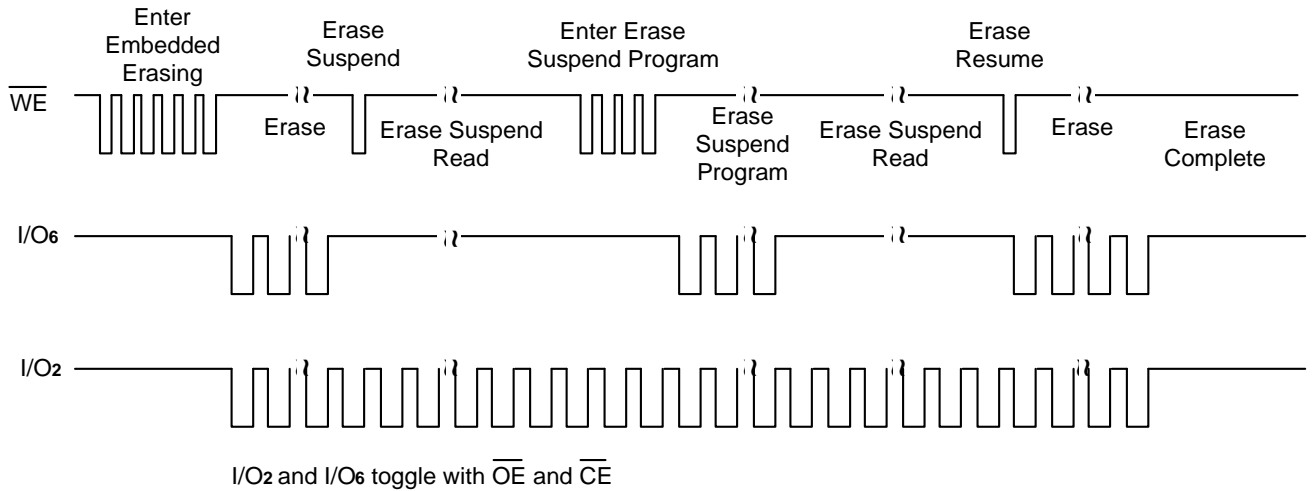 Enter
Embedded
Erasing
Erase
Suspend
Enter Erase
Suspend Program
Erase
Resume
WE
Erase
Erase Suspend
Read
Erase
Suspend
Program
Erase Suspend
Read
Erase
Erase
Complete
I/O6
I/O2
I/O2 and I/O6 toggle with OE and CE